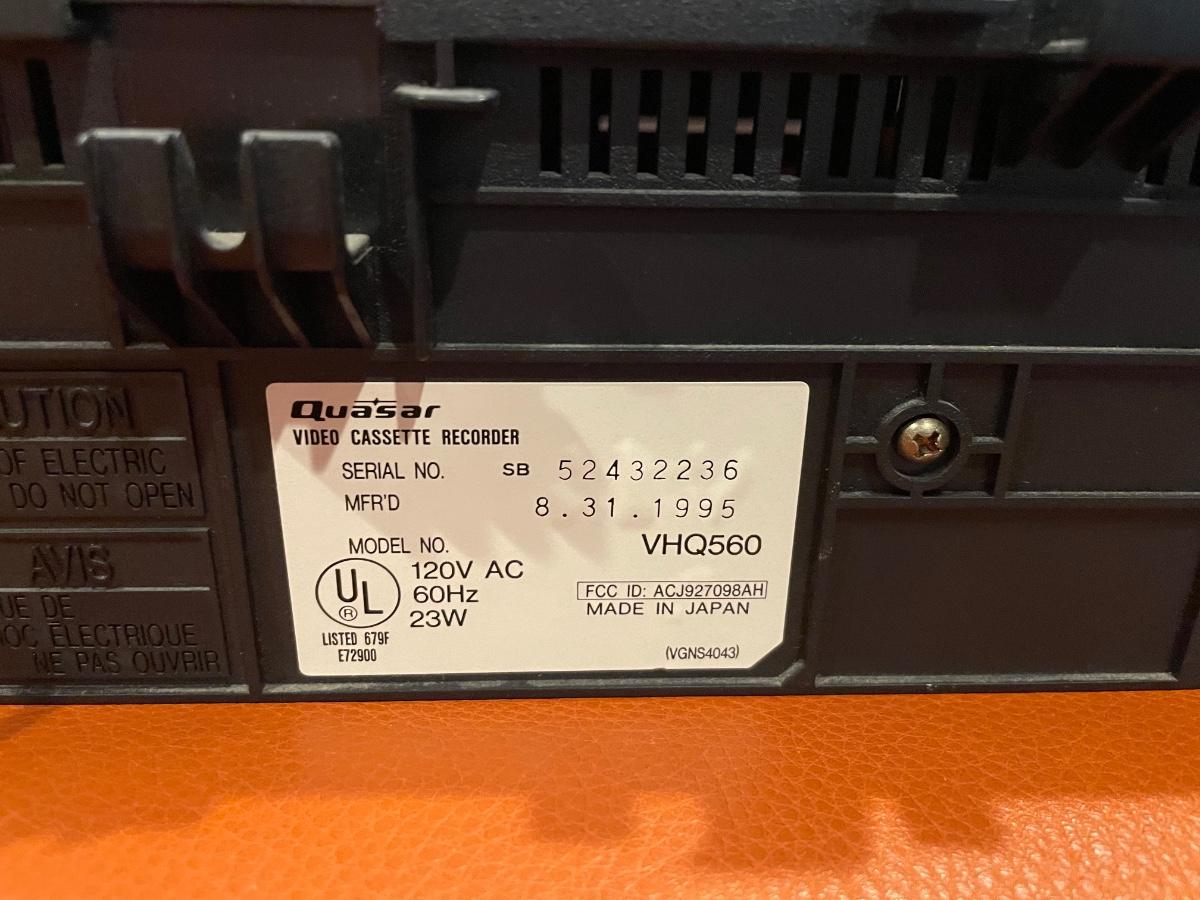 Quasar
VIDEO CASSETTE RECORDER
SERIAL NO. SB 52432236
MFR'D 8.31.1995
MODEL NO. VHQ560
UL
®
LISTED 679F
E72900
120V AC
60Hz
23W
FCC ID: ACJ927098AH
MADE IN JAPAN
(VGNS4043)
UTION
OF ELECTRIC
DO NOT OPEN
AVIS
UE DE
OC ELECTRIQUE
NE PAS OUVRIR